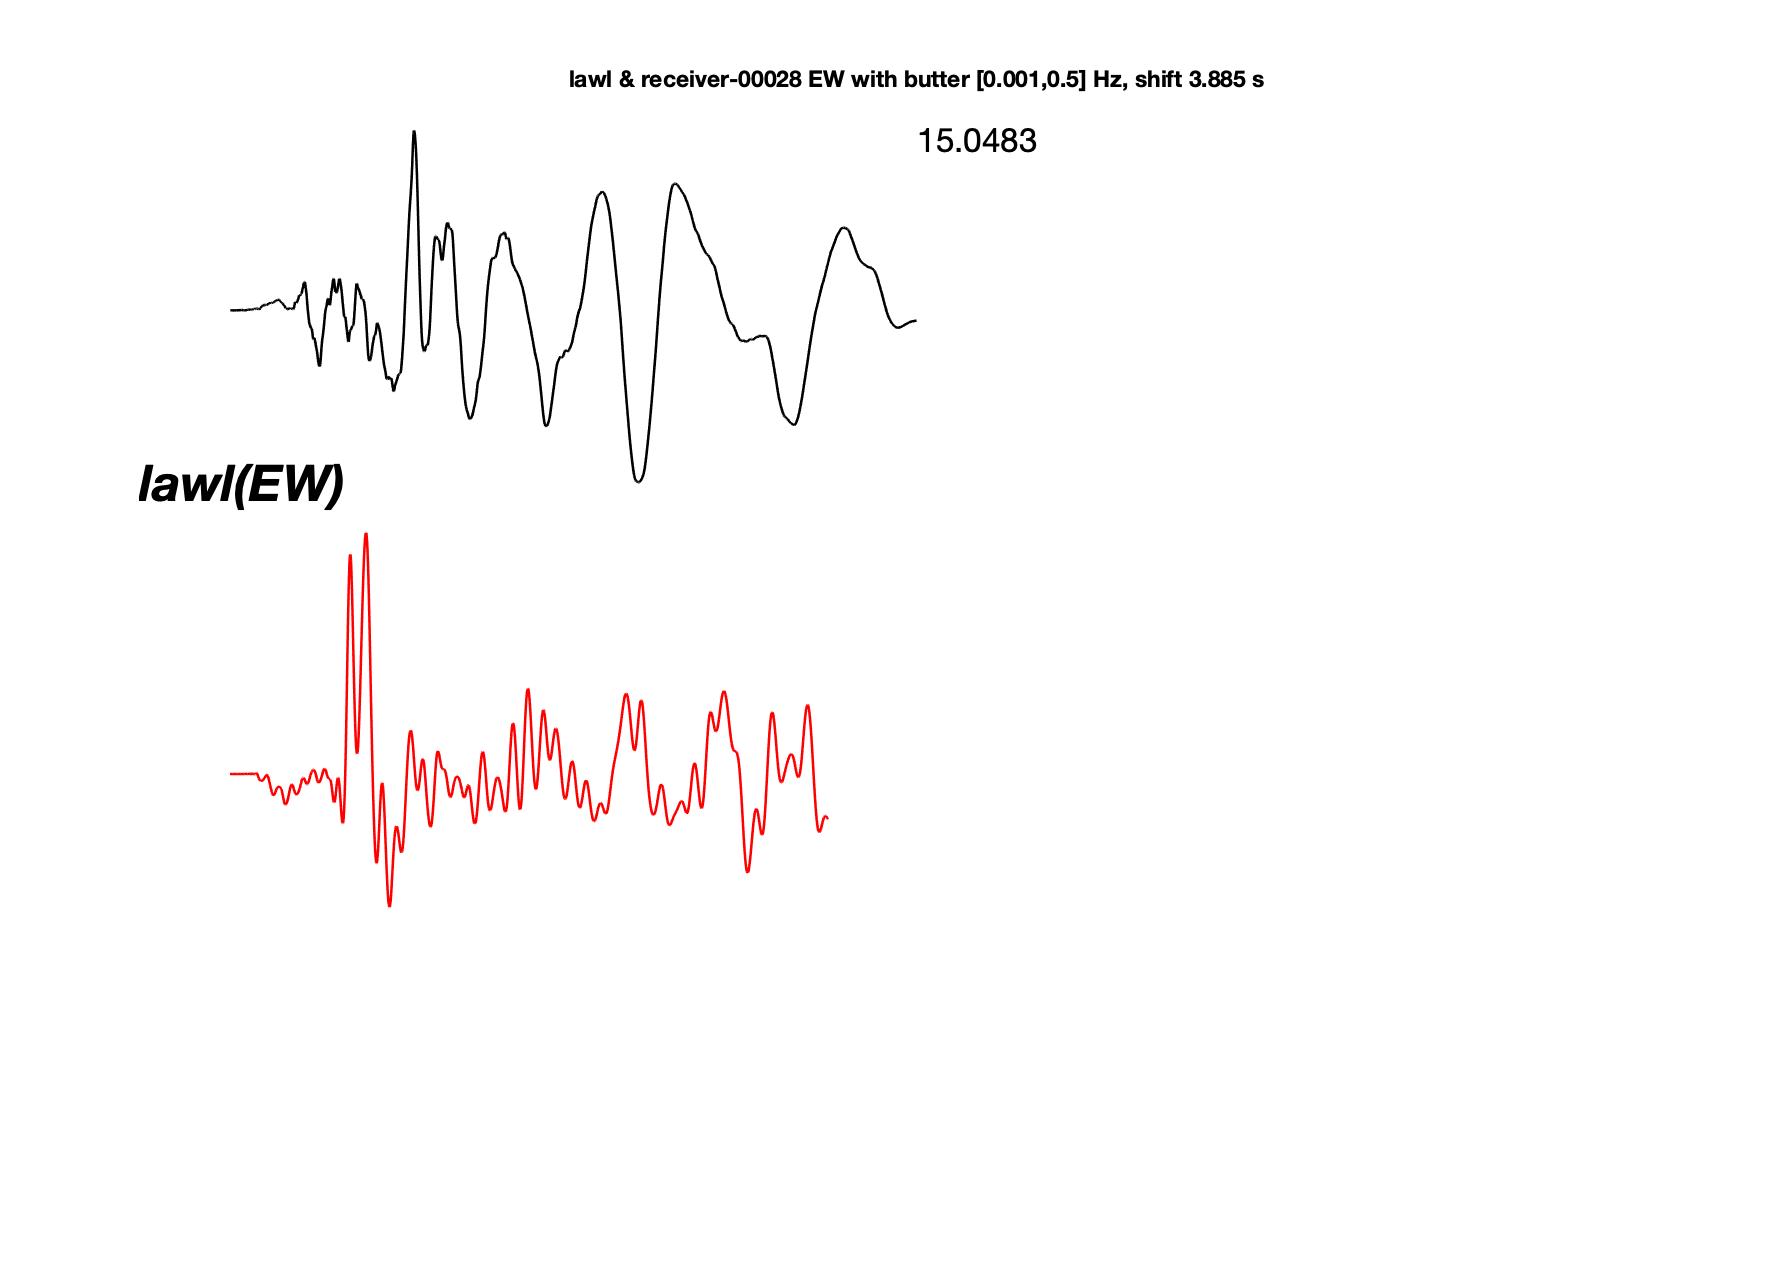 lawl & receiver-00028 EW with butter [0.001,0.5] Hz, shift 3.885 s
15.0483
lawl(EW)